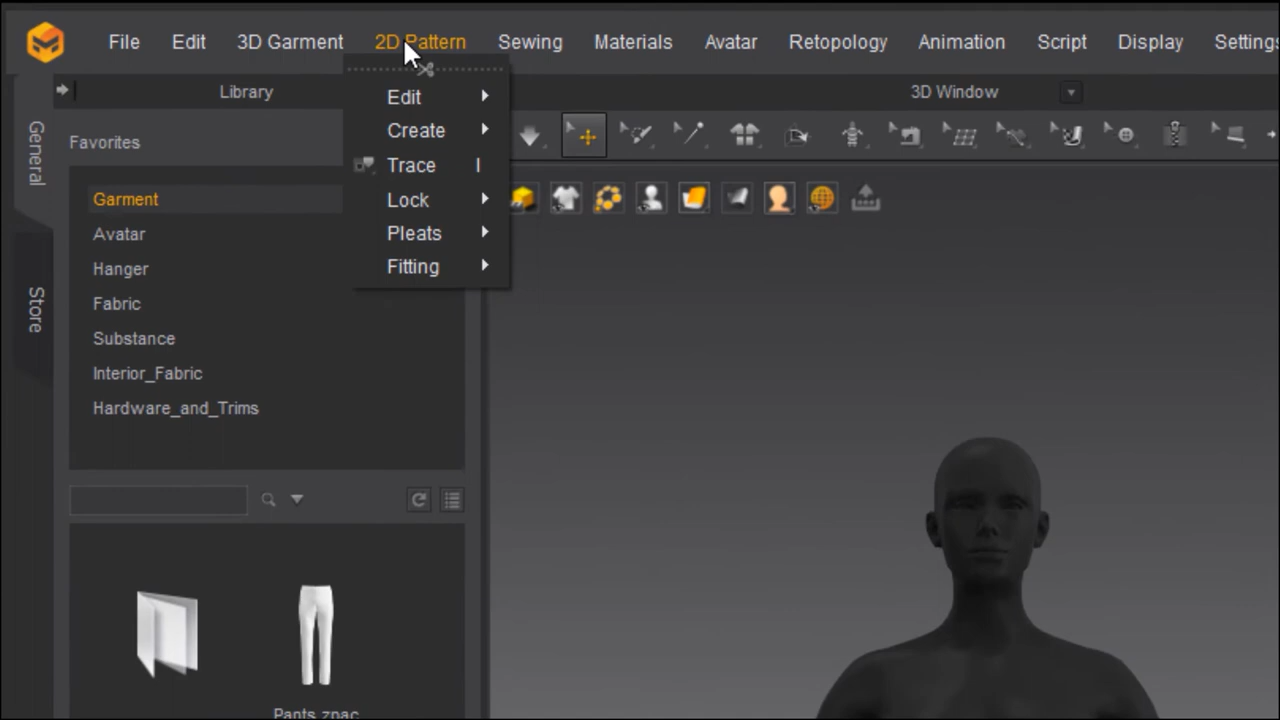 File Edit 3D Garment 2D Pattern Sewing Materials Avatar Retopology Animation Script Display Settings
Library
3D Window
General
Store
Favorites
Garment
Avatar
Hanger
Fabric
Substance
Interior_Fabric
Hardware_and_Trims
Edit
Create
Trace I
Lock
Pleats
Fitting
Pants.zpac